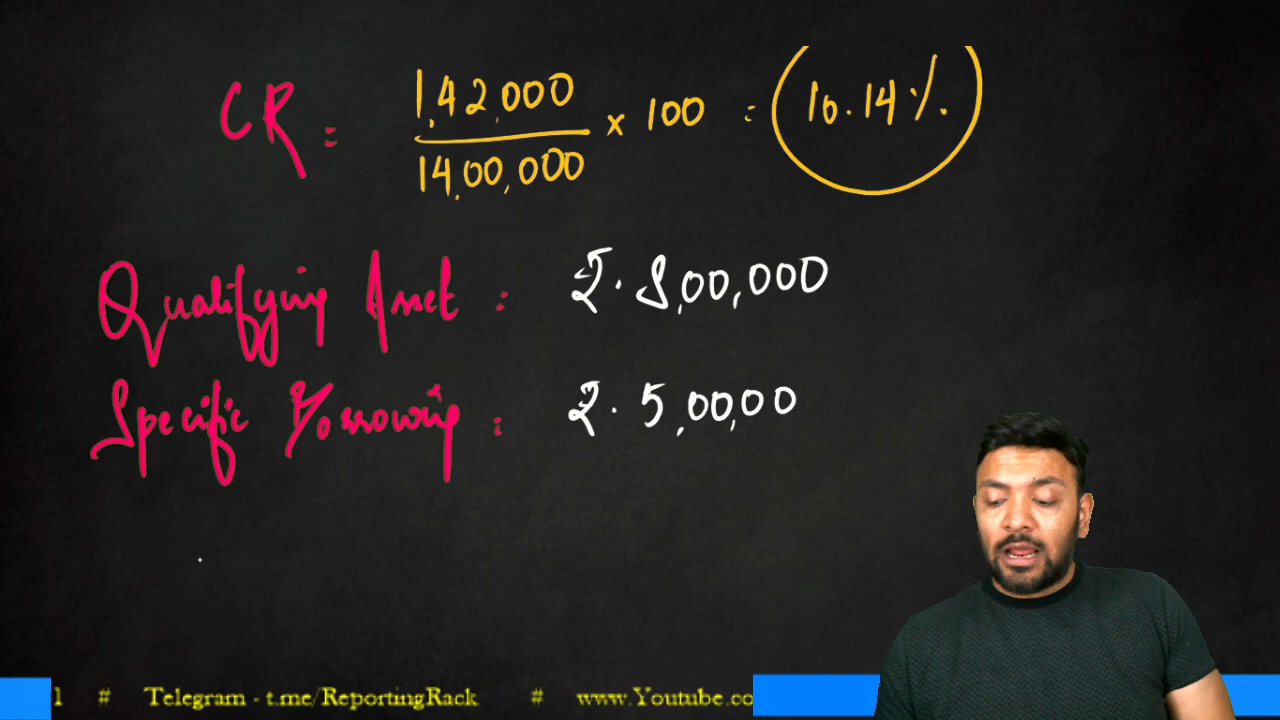 CR = 1,42,000 / 14,00,000 x 100 = 10.14%
Qualifying Asset : ₹. 8,00,000
Specific Borrowing : ₹. 5,00,00
1 # Telegram - t.me/ReportingRack # www.Youtube.co